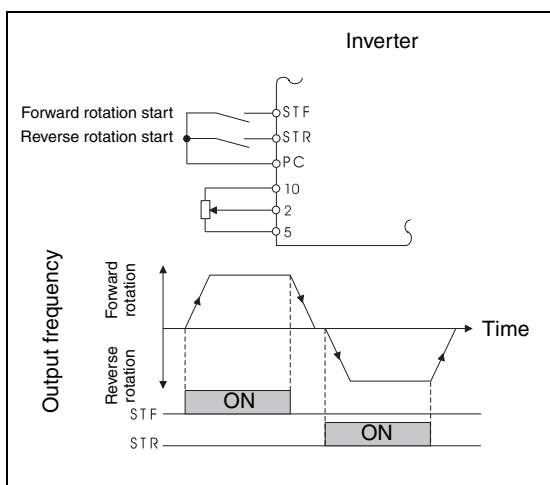 Inverter
Forward rotation start
Reverse rotation start
STF
STR
PC
10
2
5
Output frequency
Forward
rotation
Reverse
rotation
Time
ON
STF
ON
STR